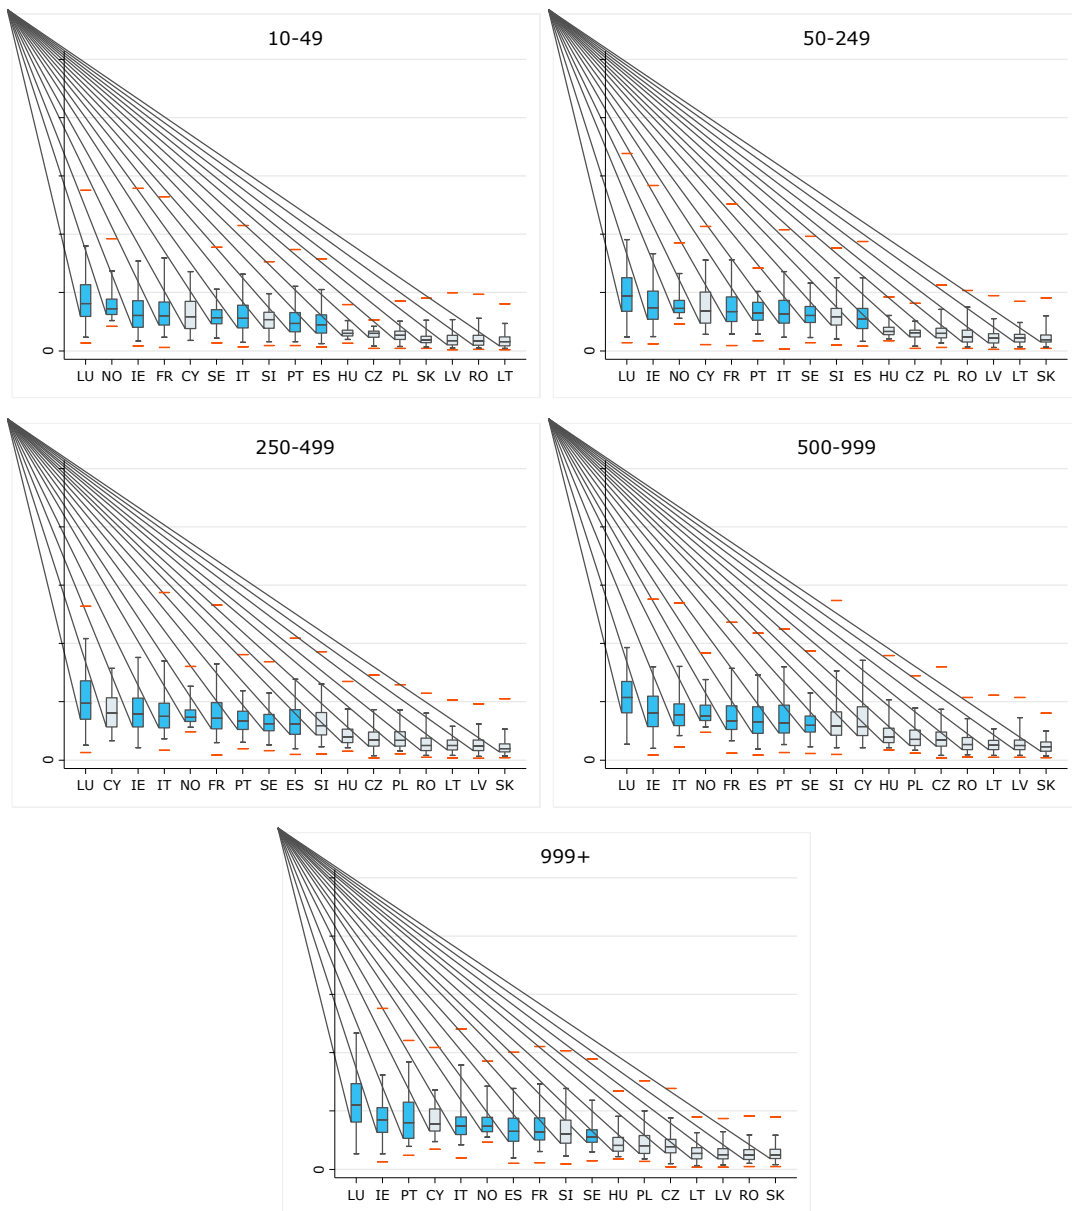 10-49
0
LU NO IE FR CY SE IT SI PT ES HU CZ PL SK LV RO LT
50-249
0
LU IE NO CY FR PT IT SE SI ES HU CZ PL RO LV LT SK
250-499
0
LU CY IE IT NO FR PT SE ES SI HU CZ PL RO LT LV SK
500-999
0
LU IE IT NO FR ES PT SE SI CY HU PL CZ RO LT LV SK
999+
0
LU IE PT CY IT NO ES FR SI SE HU PL CZ LT LV RO SK